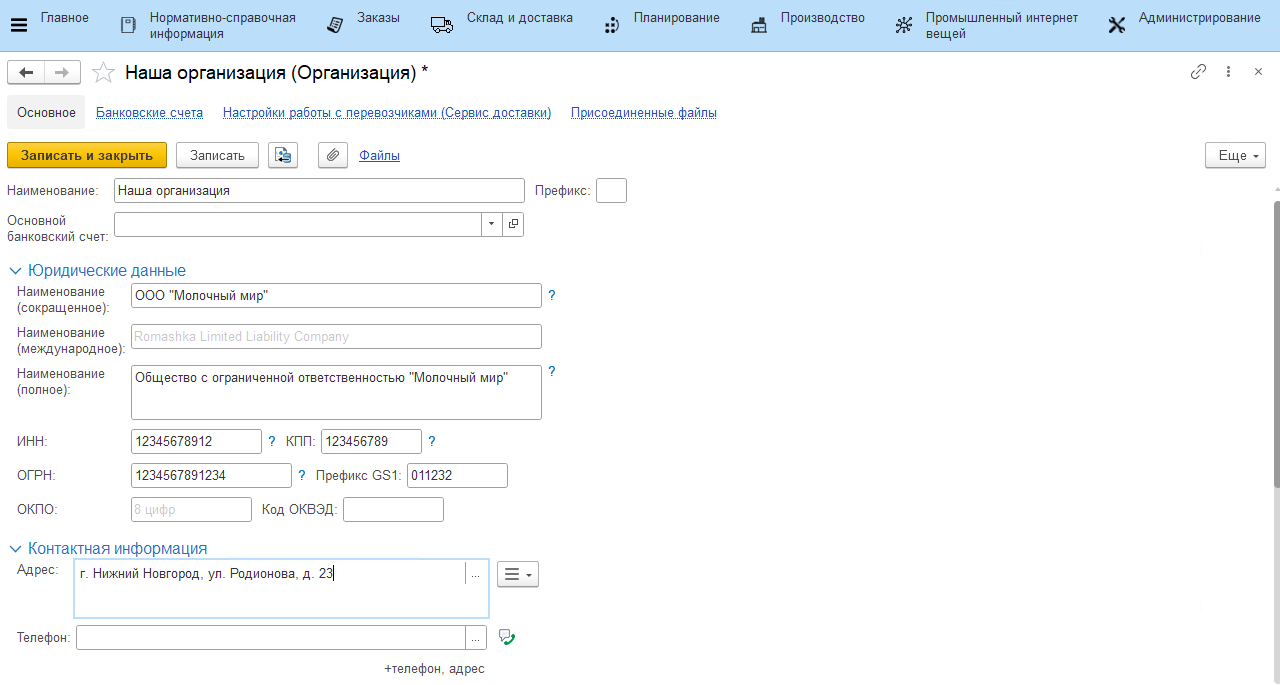 Главное
Нормативно-справочная
информация
Заказы
Склад и доставка
Планирование
Производство
Промышленный интернет
вещей
Администрирование
Наша организация (Организация) *
Основное Банковские счета Настройки работы с перевозчиками (Сервис доставки) Присоединенные файлы
Записать и закрыть Записать Файлы Еще
Наименование: Наша организация Префикс:
Основной
банковский счет:
Юридические данные
Наименование
(сокращенное): ООО "Молочный мир" ?
Наименование
(международное): Romashka Limited Liability Company
Наименование
(полное): Общество с ограниченной ответственностью "Молочный мир" ?
ИНН: 12345678912 ? КПП: 123456789 ?
ОГРН: 1234567891234 ? Префикс GS1: 011232
ОКПО: 8 цифр Код ОКВЭД:
Контактная информация
Адрес: г. Нижний Новгород, ул. Родионова, д. 23 ...
Телефон: ...
+телефон, адрес